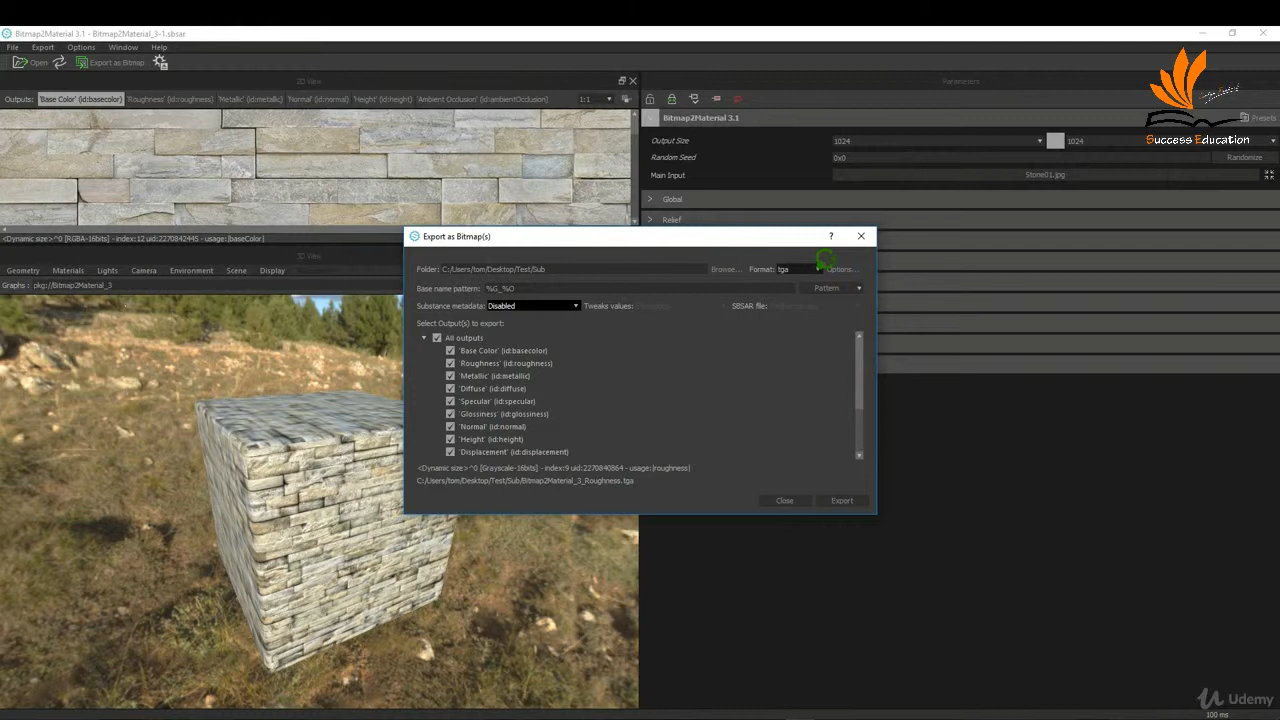 Bitmap2Material 3.1 - Bitmap2Material_3-1.sbsar
File Export Options Window Help
Open Export as Bitmap
2D View
Parameters
Outputs: 'Base Color' (id:basecolor) 'Roughness' (id:roughness) 'Metallic' (id:metallic) 'Normal' (id:normal) 'Height' (id:height) 'Ambient Occlusion' (id:ambientOcclusion) 1:1
Bitmap2Material 3.1
Presets
Success Education
Output Size 1024 1024
Random Seed 0x0 Randomize
Main Input Stone01.jpg
Global
Relief
<Dynamic size>^0 [RGBA-16bits] - index:12 uid:2270842445 - usage:|baseColor|
3D View
Geometry Materials Lights Camera Environment Scene Display
Graphs : pkg://Bitmap2Material_3
Export as Bitmap(s)
?
Folder: C:/Users/tom/Desktop/Test/Sub Browse... Format: tga Options...
Base name pattern: %G_%O Pattern
Substance metadata: Disabled Tweaks values: SBSAR file:
Select Output(s) to export:
All outputs
'Base Color' (id:basecolor)
'Roughness' (id:roughness)
'Metallic' (id:metallic)
'Diffuse' (id:diffuse)
'Specular' (id:specular)
'Glossiness' (id:glossiness)
'Normal' (id:normal)
'Height' (id:height)
'Displacement' (id:displacement)
<Dynamic size>^0 [Grayscale-16bits] - index:9 uid:2270840864 - usage:|roughness|
C:/Users/tom/Desktop/Test/Sub/Bitmap2Material_3_Roughness.tga
Close Export
Udemy
100 ms